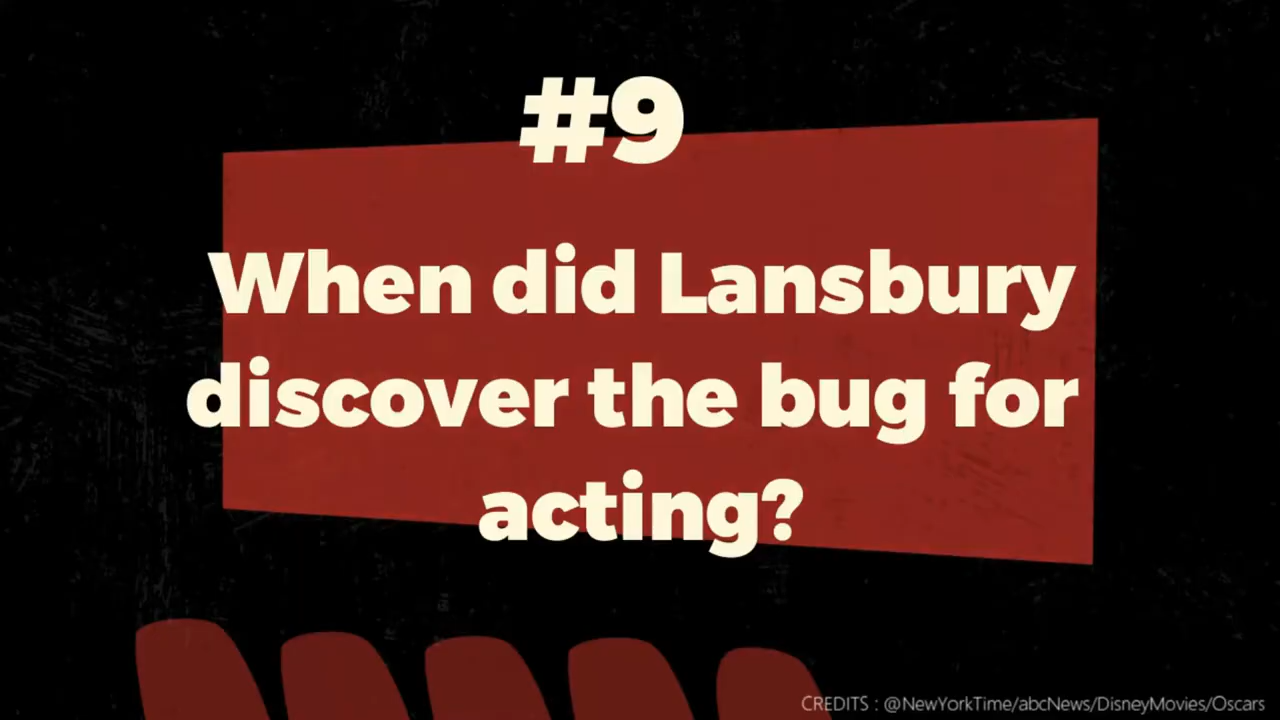 #9
When did Lansbury
discover the bug for
acting?
CREDITS : @NewYorkTime/abcNews/DisneyMovies/Oscars